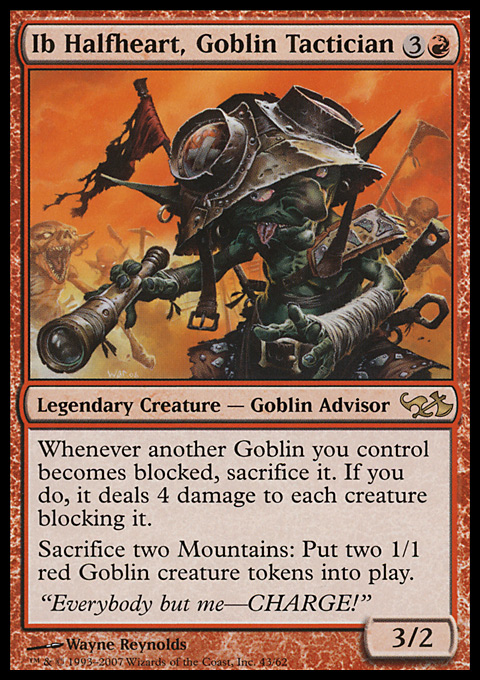 Ib Halfheart, Goblin Tactician 3
Legendary Creature — Goblin Advisor
Whenever another Goblin you control
becomes blocked, sacrifice it. If you
do, it deals 4 damage to each creature
blocking it.
Sacrifice two Mountains: Put two 1/1
red Goblin creature tokens into play.
“Everybody but me—CHARGE!”
Wayne Reynolds
3/2
™ & © 1993–2007 Wizards of the Coast, Inc. 43/62